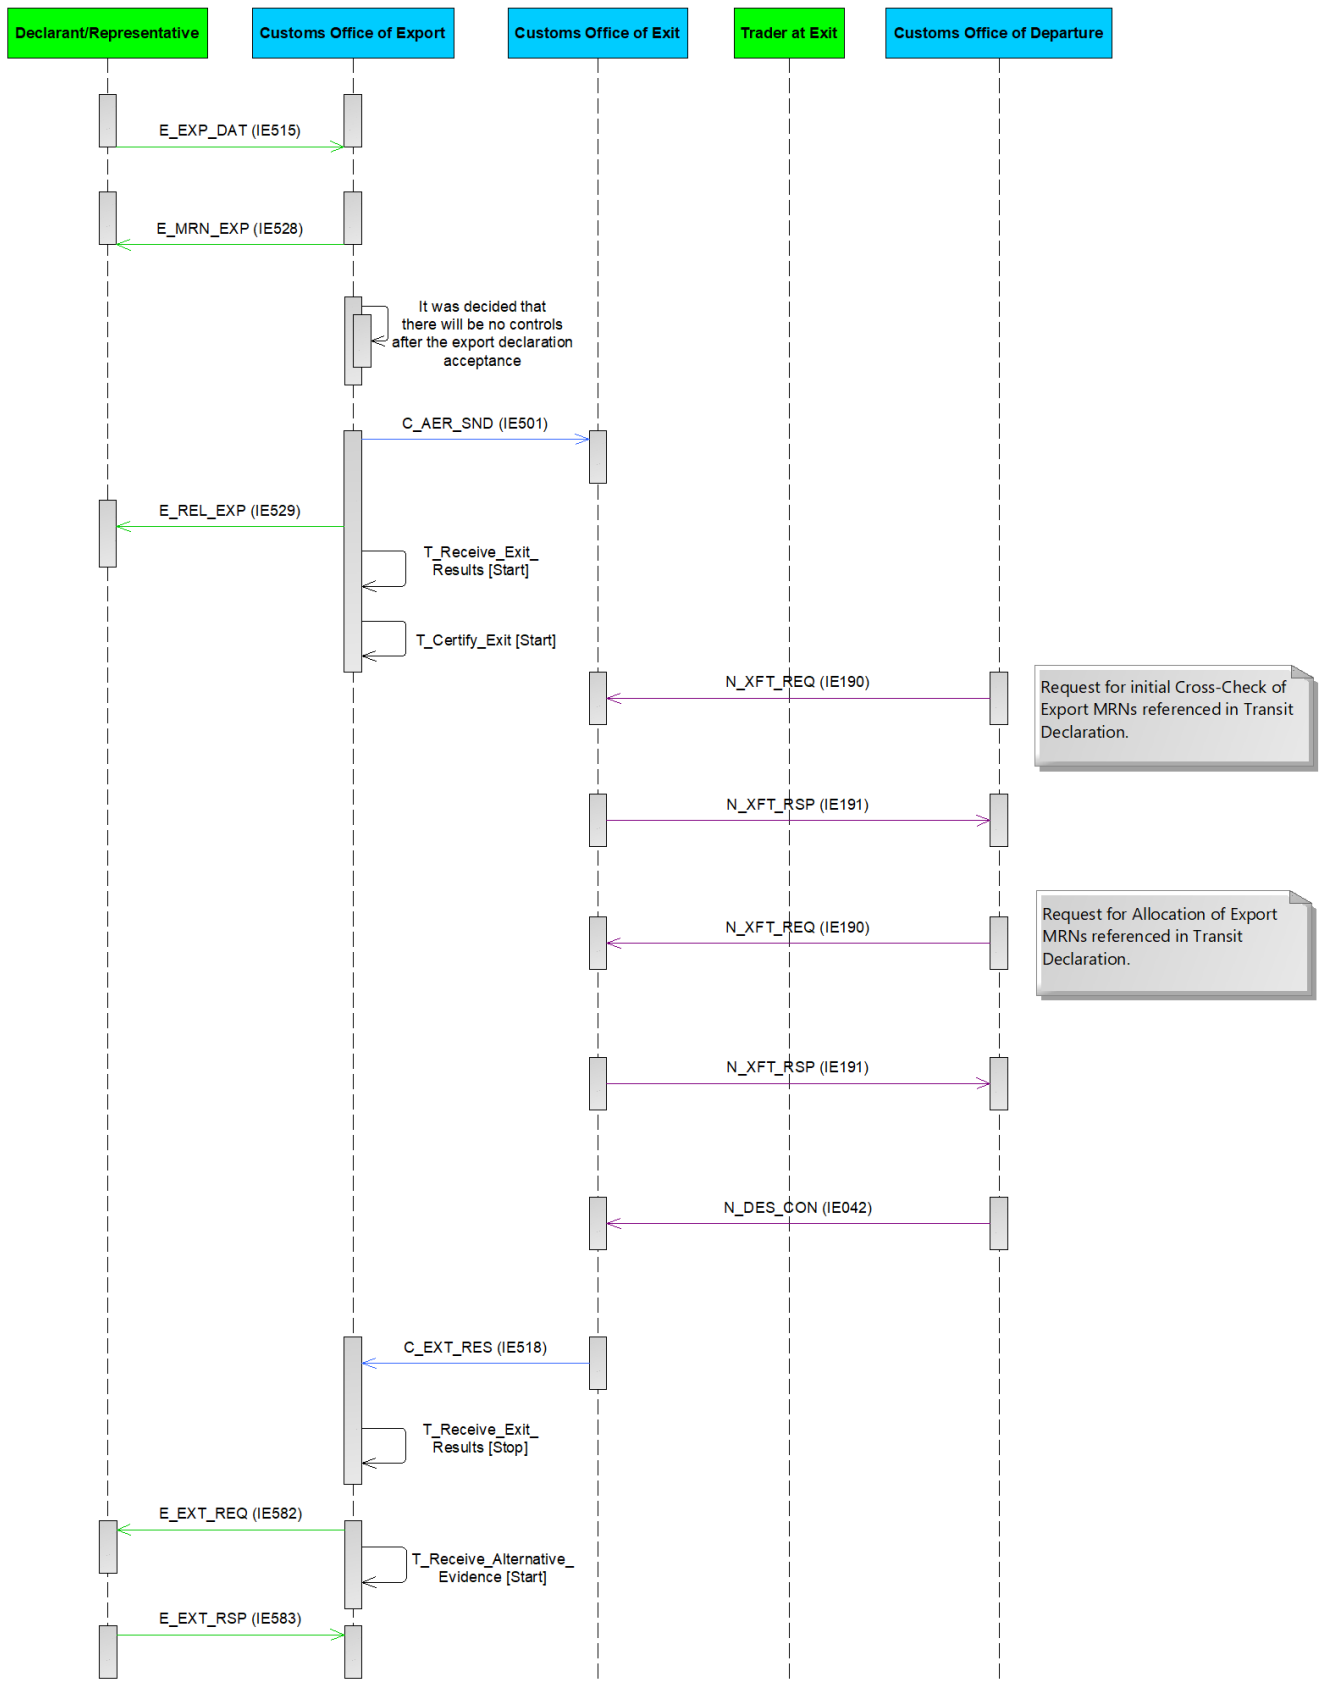 Declarant/Representative
Customs Office of Export
Customs Office of Exit
Trader at Exit
Customs Office of Departure
E_EXP_DAT (IE515)
E_MRN_EXP (IE528)
It was decided that
there will be no controls
after the export declaration
acceptance
C_AER_SND (IE501)
E_REL_EXP (IE529)
T_Receive_Exit_
Results [Start]
T_Certify_Exit [Start]
N_XFT_REQ (IE190)
Request for initial Cross-Check of
Export MRNs referenced in Transit
Declaration.
N_XFT_RSP (IE191)
N_XFT_REQ (IE190)
Request for Allocation of Export
MRNs referenced in Transit
Declaration.
N_XFT_RSP (IE191)
N_DES_CON (IE042)
C_EXT_RES (IE518)
T_Receive_Exit_
Results [Stop]
E_EXT_REQ (IE582)
T_Receive_Alternative_
Evidence [Start]
E_EXT_RSP (IE583)